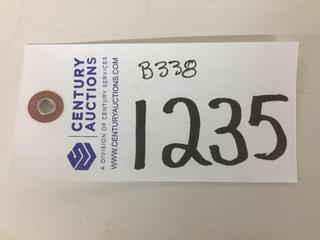 CENTURY
AUCTIONS
A DIVISION OF CENTURY SERVICES
WWW.CENTURYAUCTIONS.COM
B338
1235